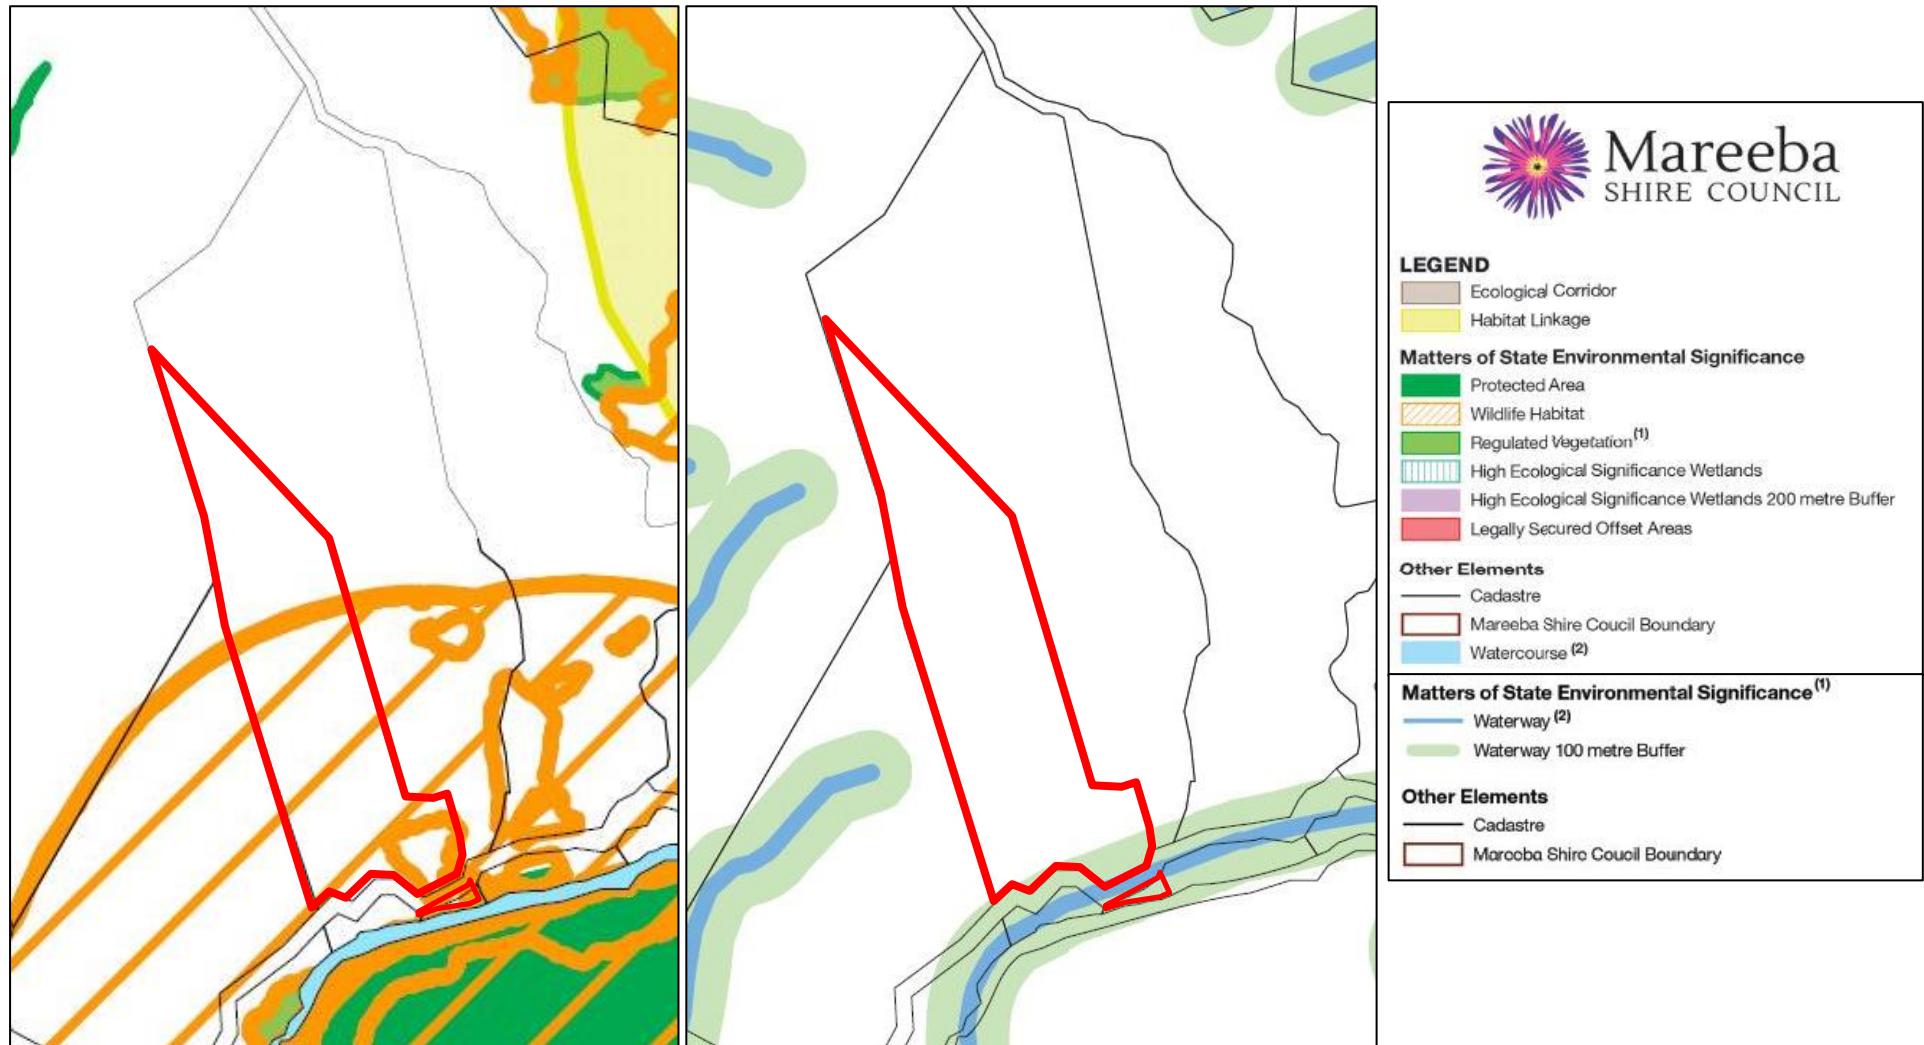 Mareeba
SHIRE COUNCIL
LEGEND
Ecological Corridor
Habitat Linkage
Matters of State Environmental Significance
Protected Area
Wildlife Habitat
Regulated Vegetation(1)
High Ecological Significance Wetlands
High Ecological Significance Wetlands 200 metre Buffer
Legally Secured Offset Areas
Other Elements
Cadastre
Mareeba Shire Coucil Boundary
Watercourse (2)
Matters of State Environmental Significance(1)
Waterway (2)
Waterway 100 metre Buffer
Other Elements
Cadastre
Mareeba Shire Coucil Boundary